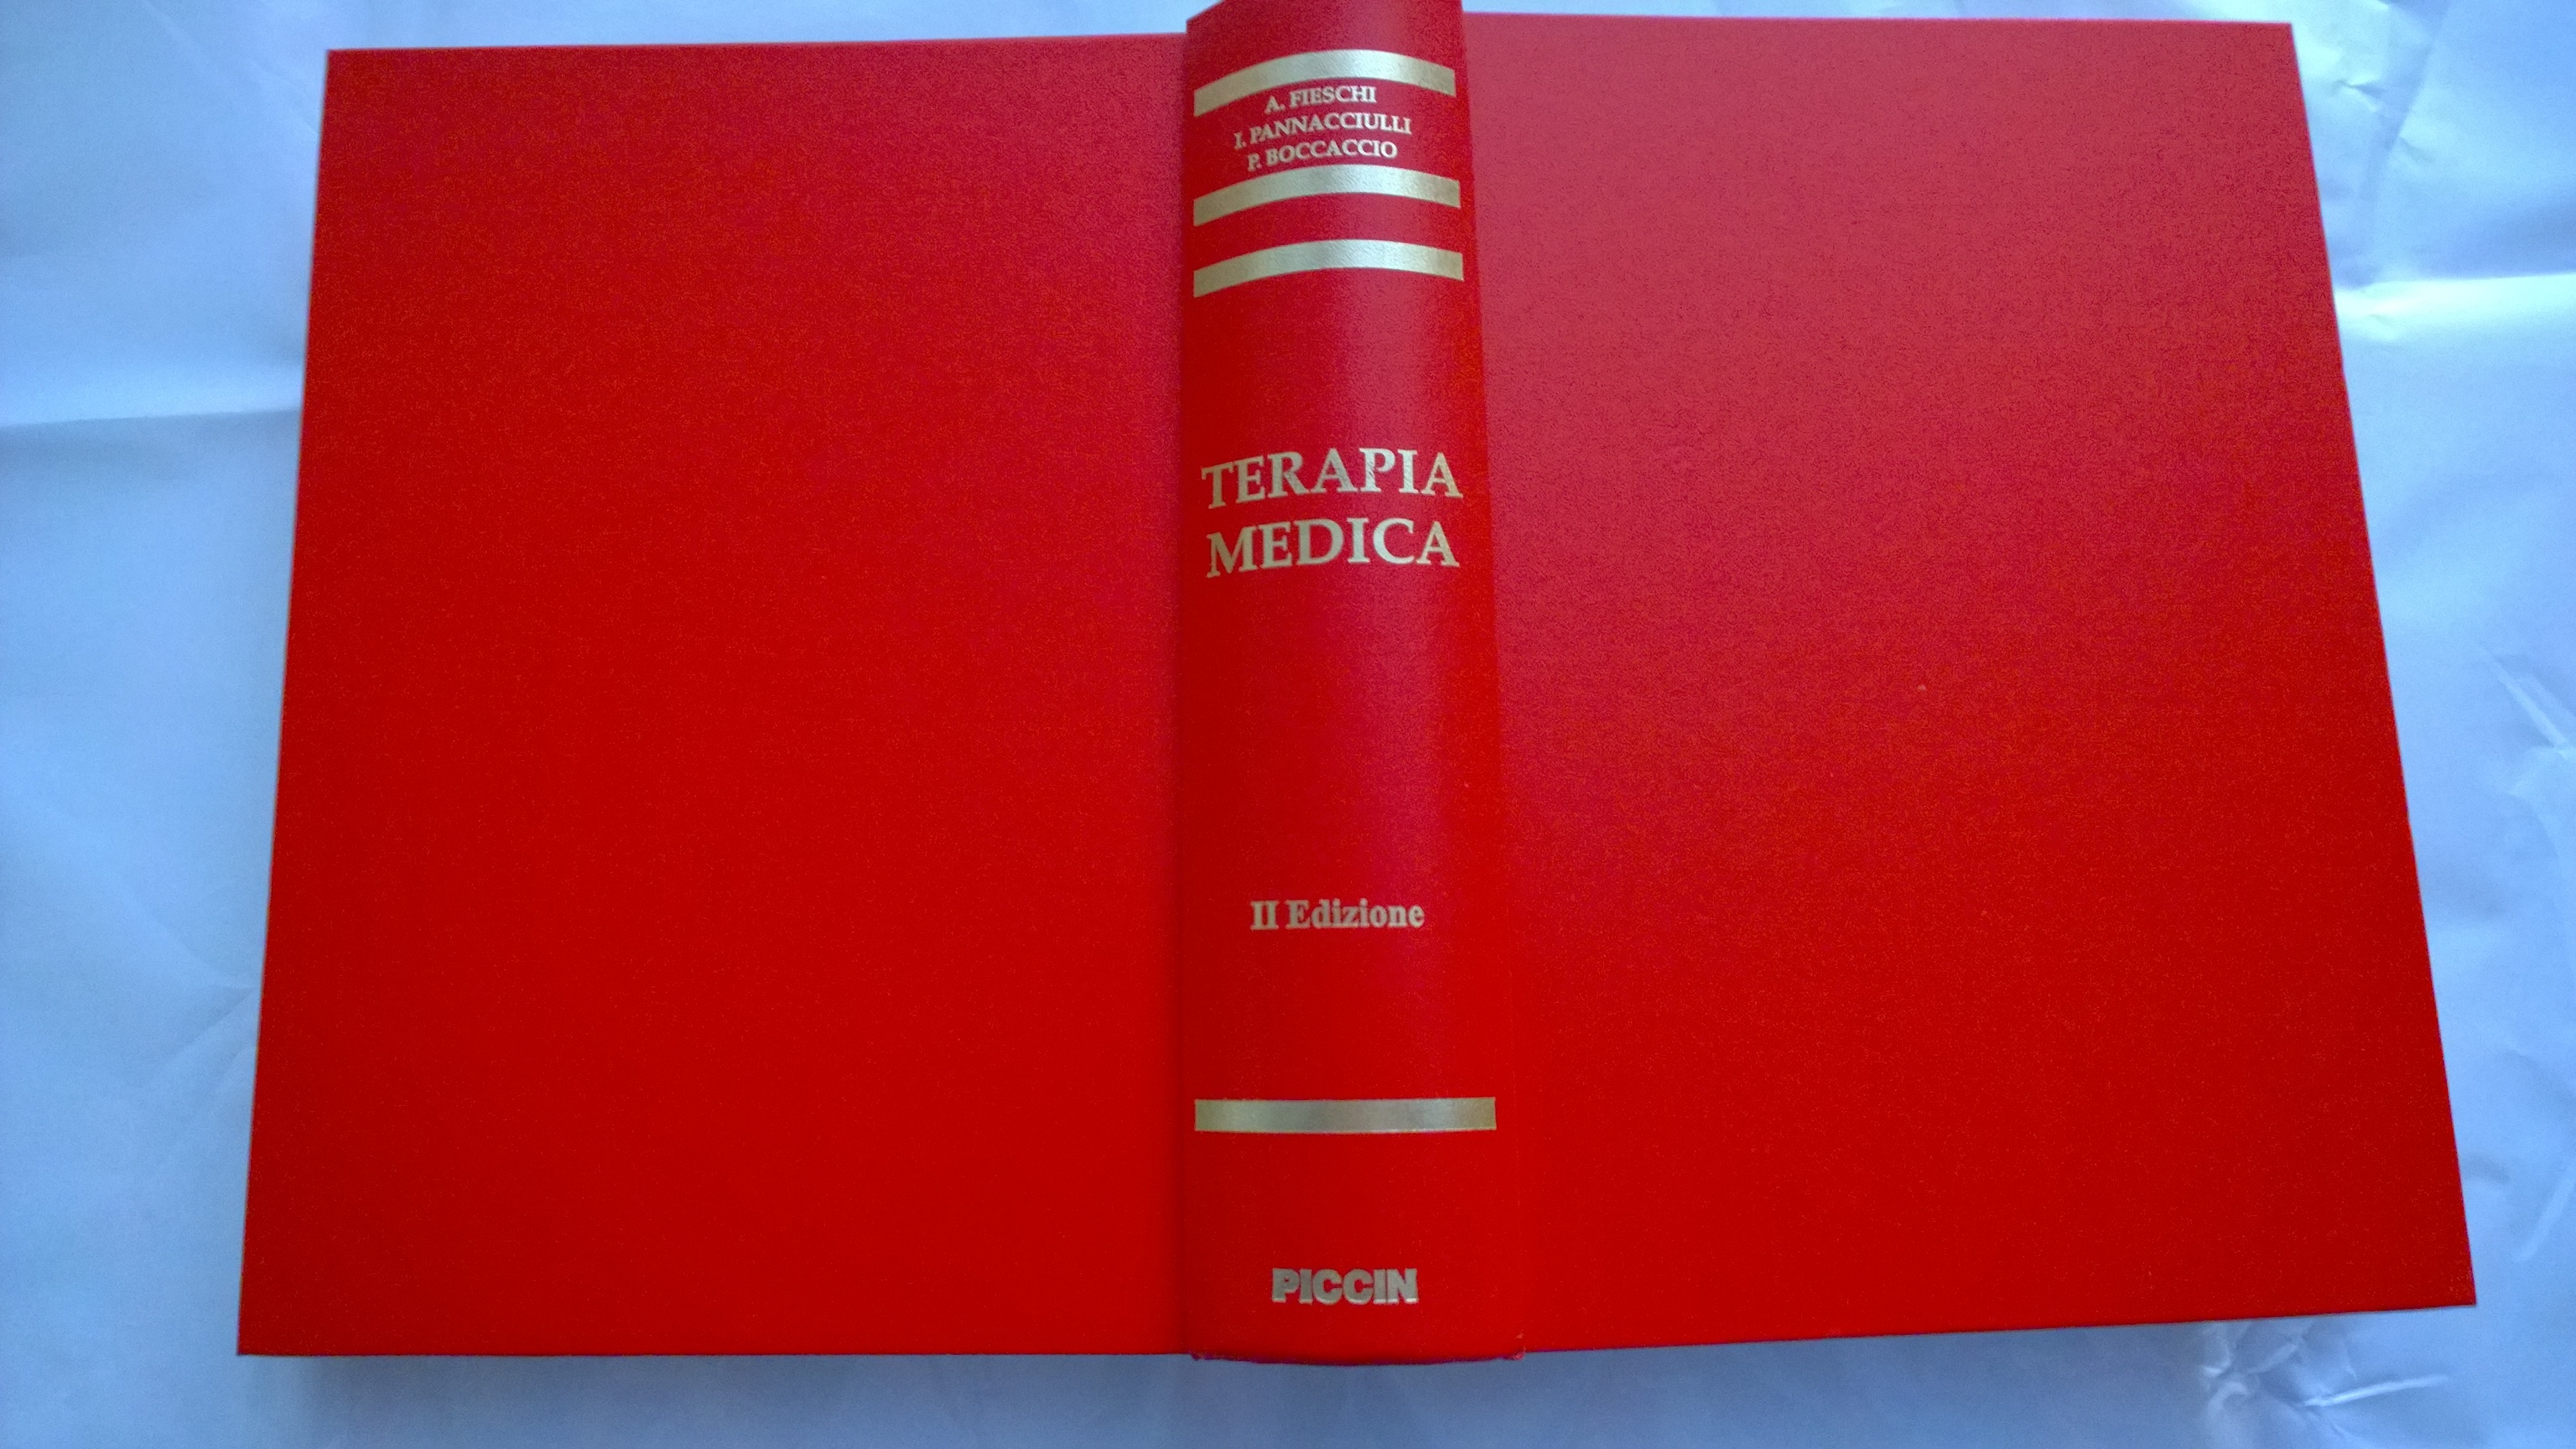 A. FIESCHI
I. PANNACCIULLI
P. BOCCACCIO
TERAPIA
MEDICA
II Edizione
PICCIN